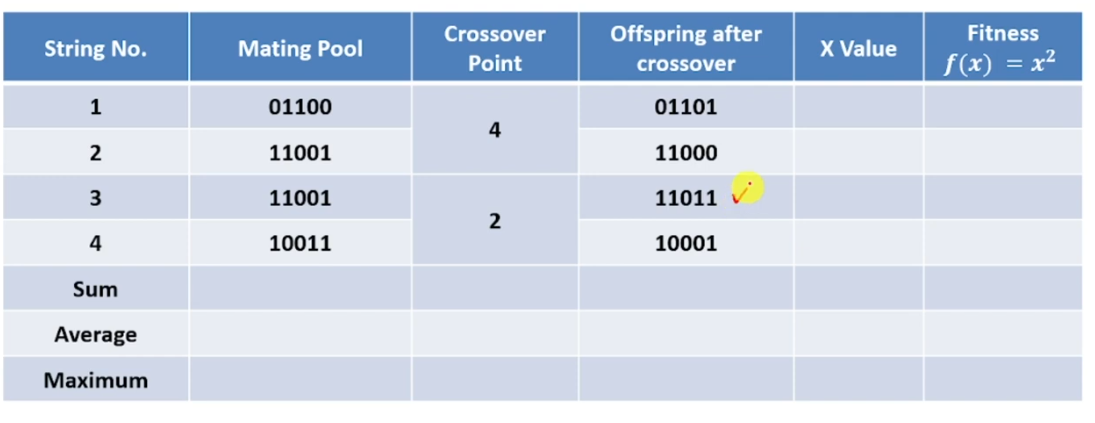 String No. Mating Pool Crossover Point Offspring after crossover X Value Fitness f(x) = x²
1 01100 4 01101
2 11001 11000
3 11001 2 11011
4 10011 10001
Sum
Average
Maximum